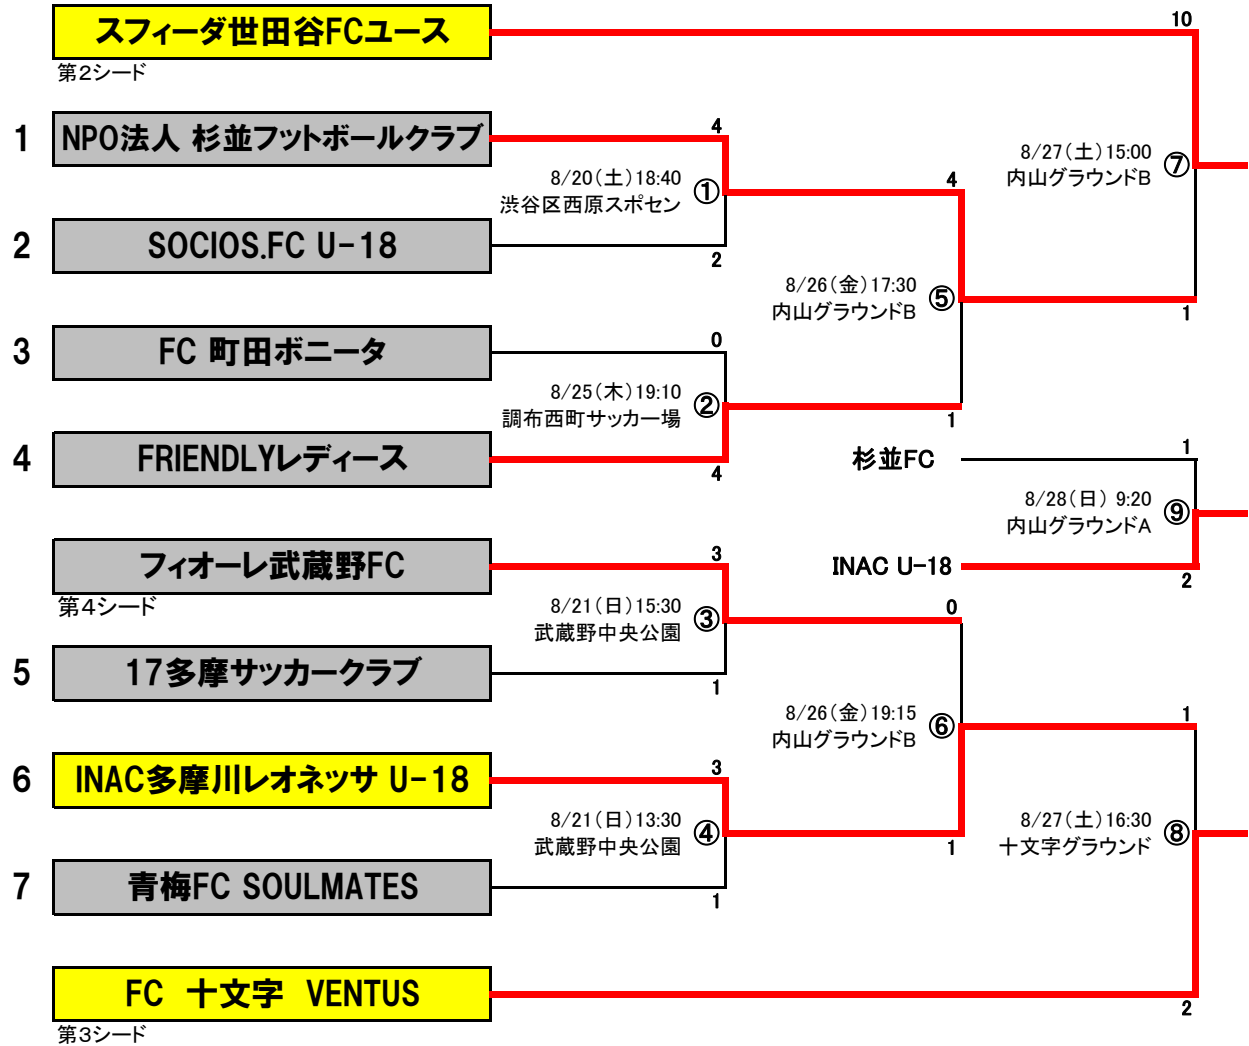 スフィーダ世田谷FCユース
10
第2シード
1
NPO法人 杉並フットボールクラブ
4
8/20(土)18:40
渋谷区西原スポセン
①
4
8/27(土)15:00
内山グラウンドB
⑦
2
SOCIOS.FC U-18
2
8/26(金)17:30
内山グラウンドB
⑤
1
3
FC 町田ボニータ
0
8/25(木)19:10
調布西町サッカー場
②
1
4
FRIENDLYレディース
4
杉並FC
1
8/28(日) 9:20
内山グラウンドA
⑨
INAC U-18
2
フィオーレ武蔵野FC
3
第4シード
8/21(日)15:30
武蔵野中央公園
③
0
5
17多摩サッカークラブ
1
8/26(金)19:15
内山グラウンドB
⑥
1
6
INAC多摩川レオネッサ U-18
3
8/21(日)13:30
武蔵野中央公園
④
1
8/27(土)16:30
十文字グラウンド
⑧
7
青梅FC SOULMATES
1
FC 十文字 VENTUS
2
第3シード